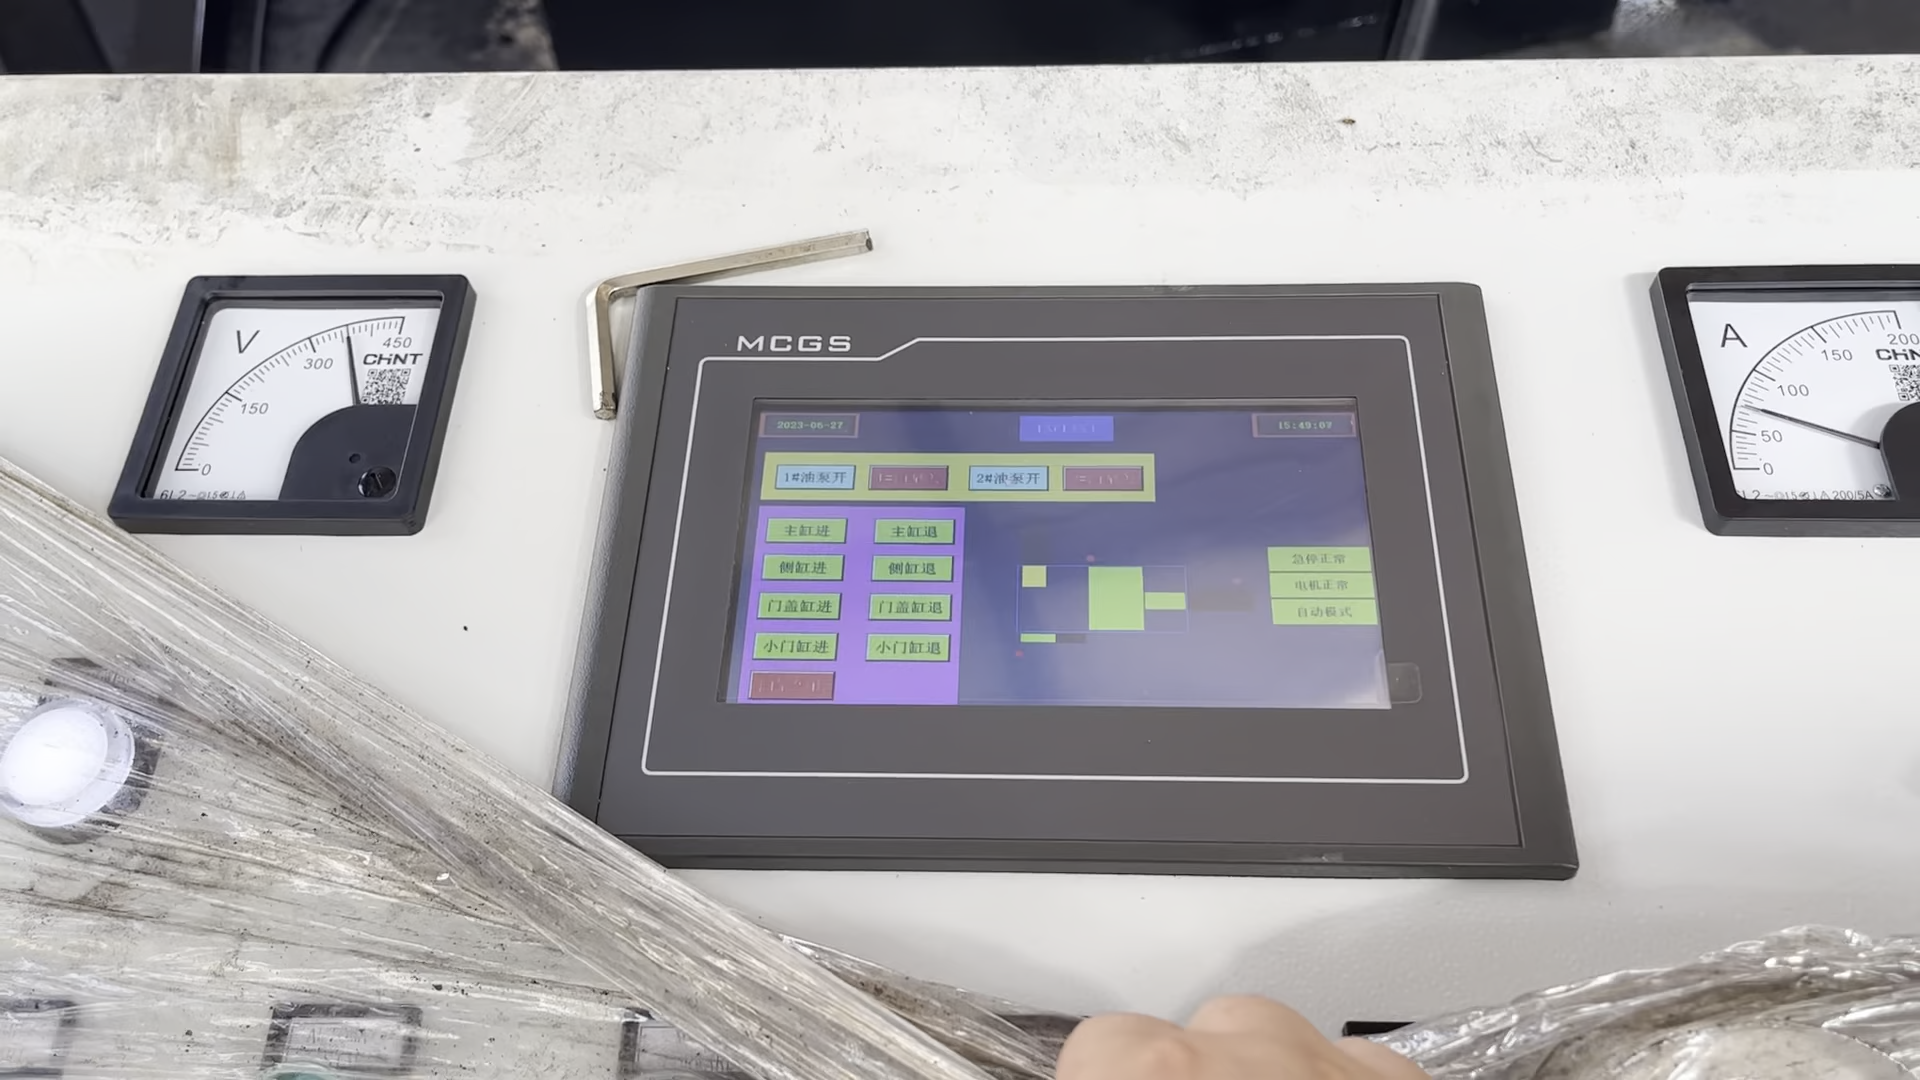 MCGS
V
0
150
300
450
CHNT
A
0
50
100
150
200
200/5A
2023-06-27
15:49:07
1#油泵开
2#油泵开
主缸进
主缸退
侧缸进
侧缸退
门盖缸进
门盖缸退
小门缸进
小门缸退
急停正常
电机正常
自动模式